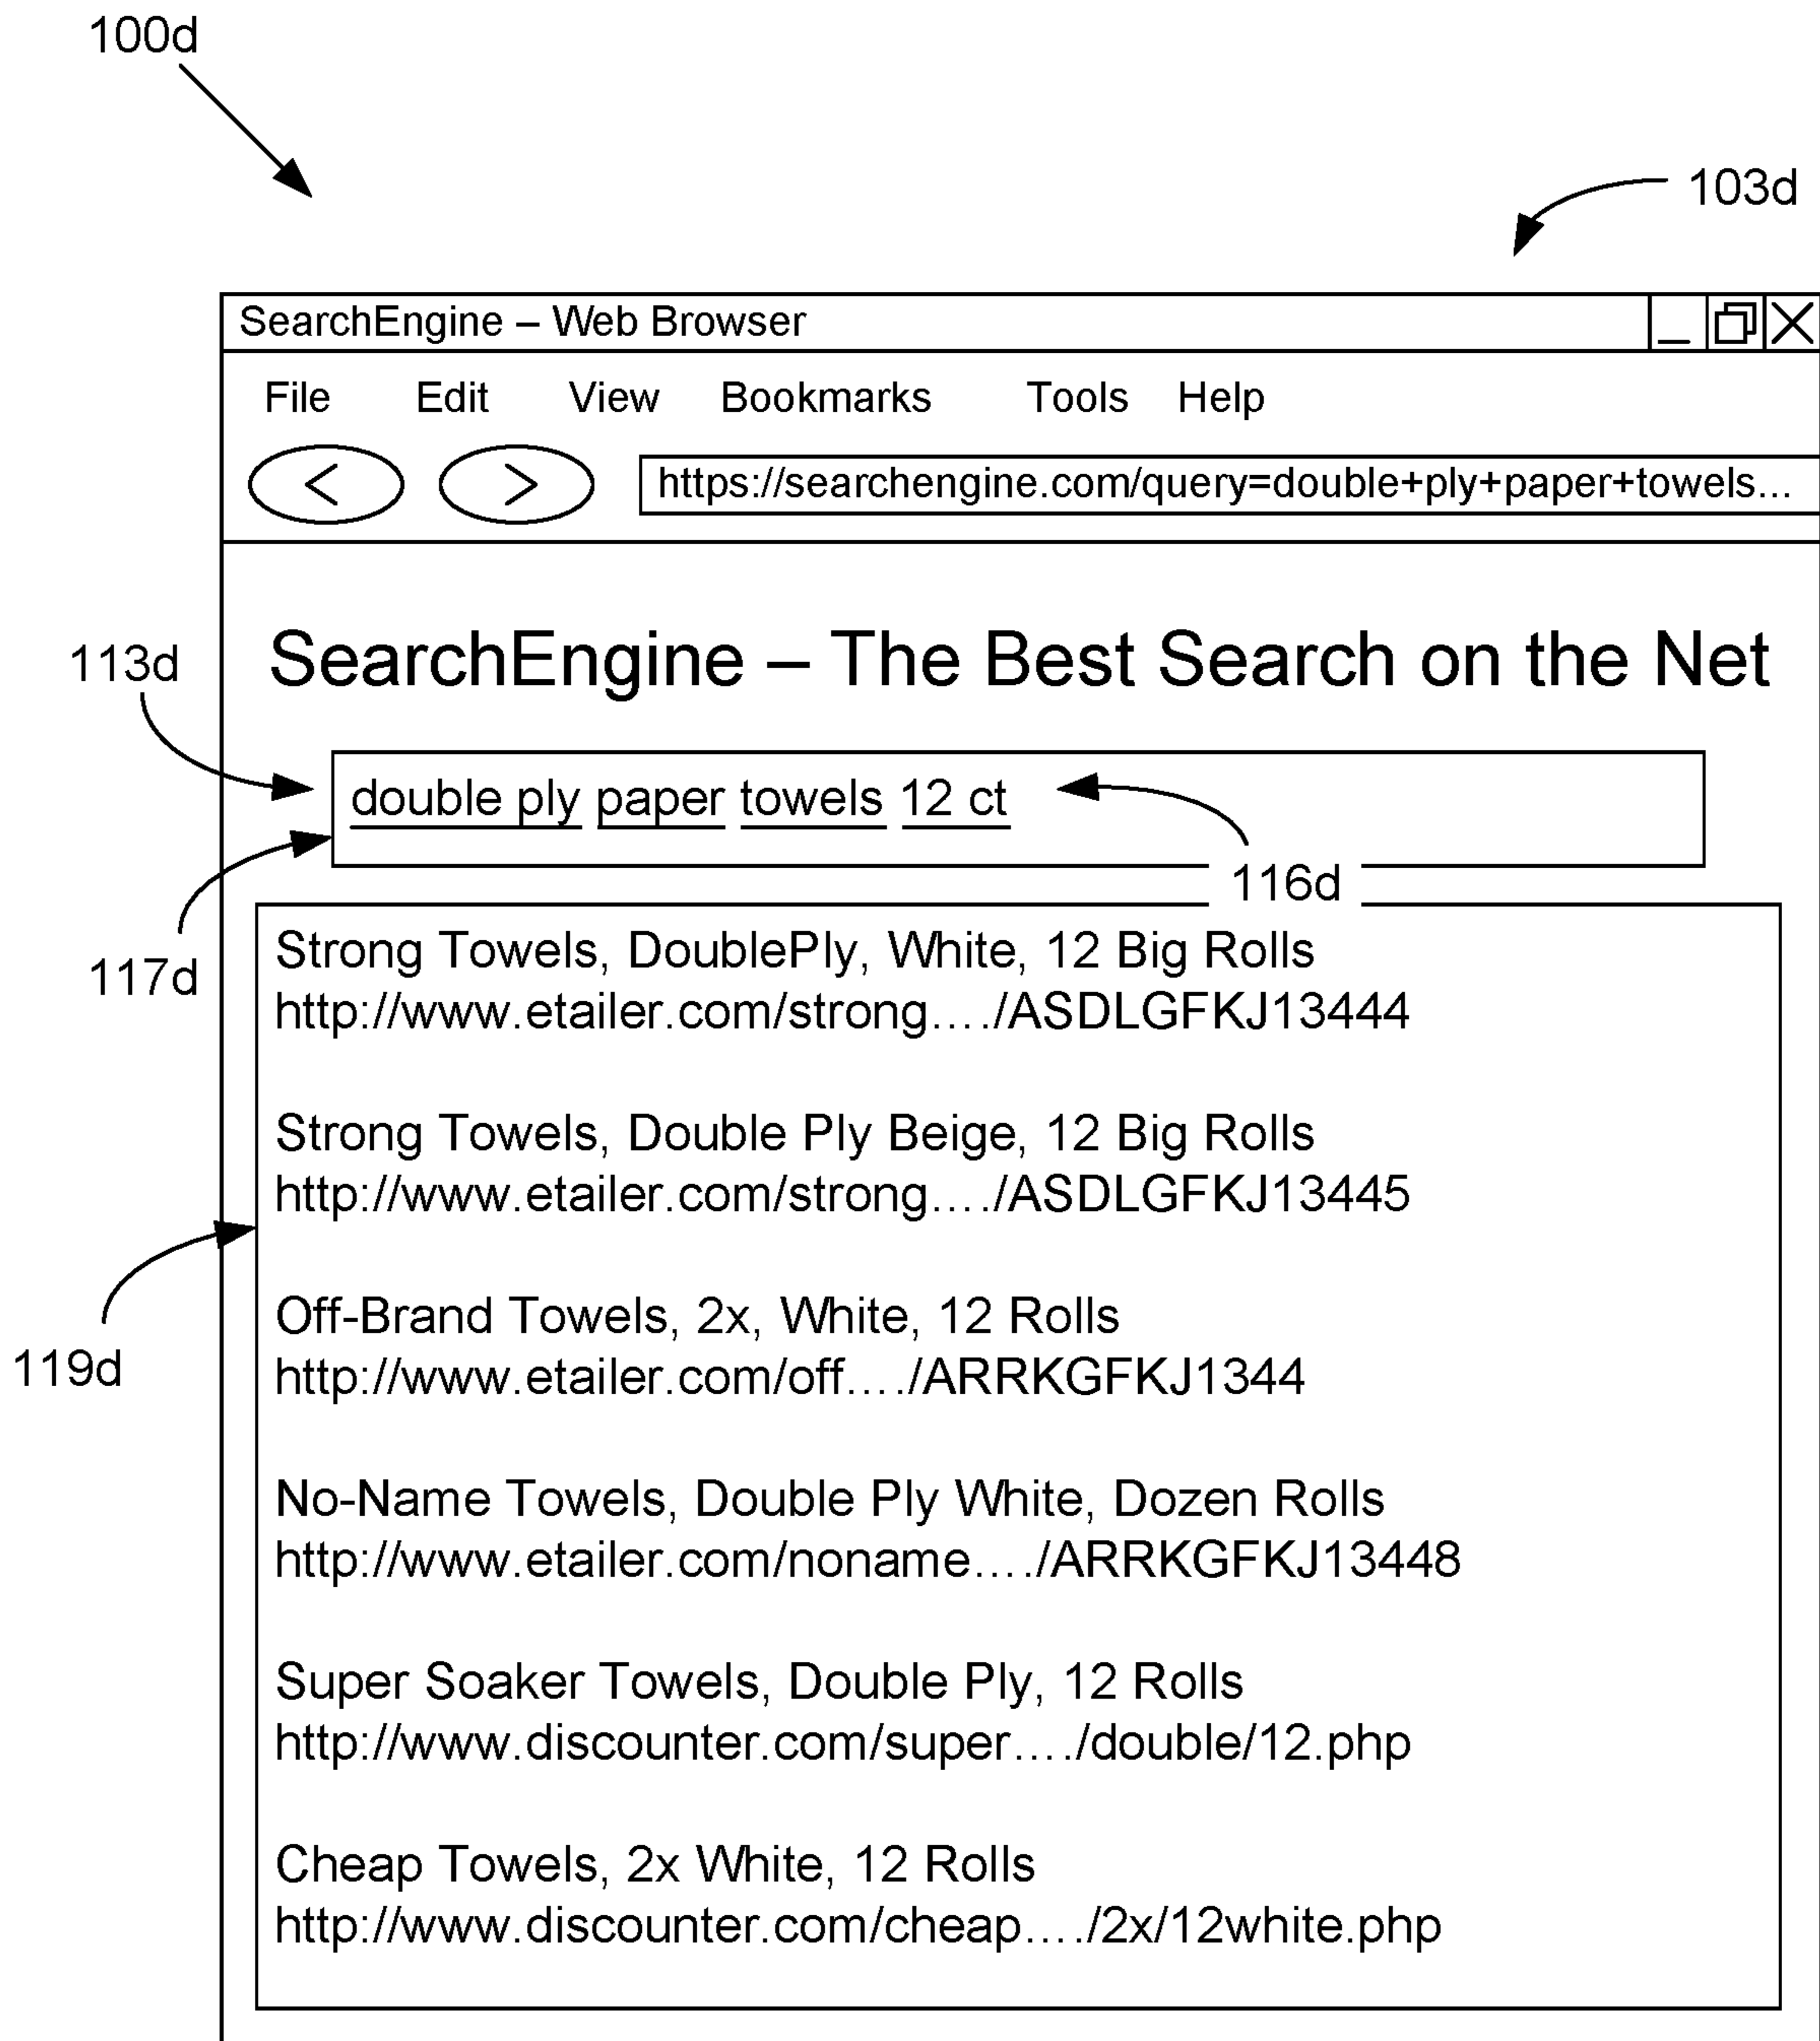 100d
103d
SearchEngine – Web Browser
File Edit View Bookmarks Tools Help
https://searchengine.com/query=double+ply+paper+towels...
113d
SearchEngine – The Best Search on the Net
double ply paper towels 12 ct
116d
117d
Strong Towels, DoublePly, White, 12 Big Rolls
http://www.etailer.com/strong…./ASDLGFKJ13444
Strong Towels, Double Ply Beige, 12 Big Rolls
http://www.etailer.com/strong…./ASDLGFKJ13445
119d
Off-Brand Towels, 2x, White, 12 Rolls
http://www.etailer.com/off…./ARRKGFKJ1344
No-Name Towels, Double Ply White, Dozen Rolls
http://www.etailer.com/noname…./ARRKGFKJ13448
Super Soaker Towels, Double Ply, 12 Rolls
http://www.discounter.com/super…./double/12.php
Cheap Towels, 2x White, 12 Rolls
http://www.discounter.com/cheap…./2x/12white.php